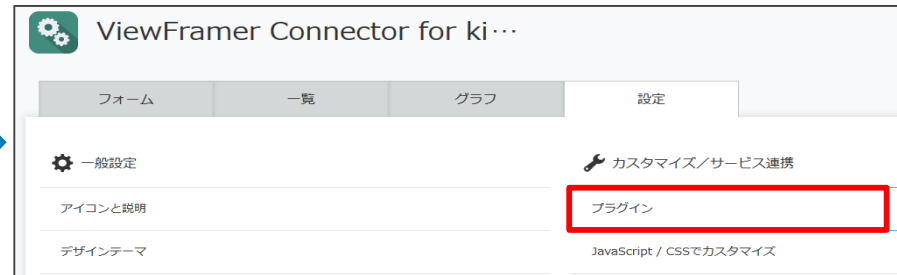 ViewFramer Connector for ki…
フォーム
一覧
グラフ
設定
一般設定
アイコンと説明
デザインテーマ
カスタマイズ／サービス連携
プラグイン
JavaScript / CSSでカスタマイズ